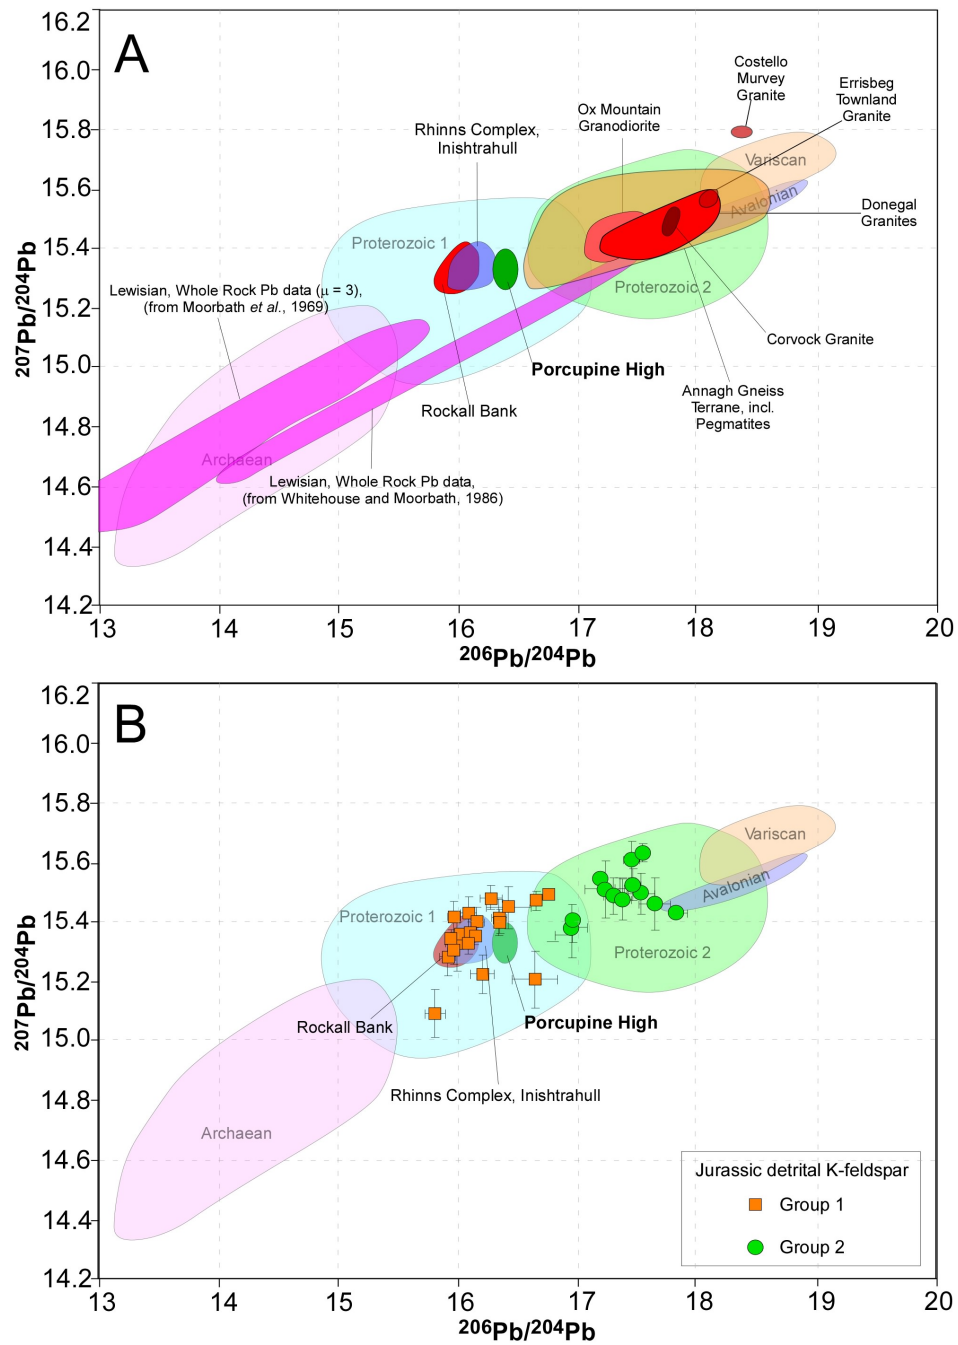 A
16.2
16.0
15.8
15.6
15.4
15.2
15.0
14.8
14.6
14.4
14.2
207Pb/204Pb
Costello
Murvey
Granite
Errisbeg
Townland
Granite
Ox Mountain
Granodiorite
Rhinns Complex,
Inishtrahull
Variscan
Avalonian
Donegal
Granites
Proterozoic 1
Proterozoic 2
Lewisian, Whole Rock Pb data (μ = 3),
(from Moorbath et al., 1969)
Corvock Granite
Porcupine High
Annagh Gneiss
Terrane, incl.
Pegmatites
Rockall Bank
Archaean
Lewisian, Whole Rock Pb data,
(from Whitehouse and Moorbath, 1986)
13 14 15 16 17 18 19 20
206Pb/204Pb
B
16.2
16.0
15.8
15.6
15.4
15.2
15.0
14.8
14.6
14.4
14.2
207Pb/204Pb
Variscan
Avalonian
Proterozoic 1
Proterozoic 2
Rockall Bank
Porcupine High
Rhinns Complex, Inishtrahull
Archaean
Jurassic detrital K-feldspar
Group 1
Group 2
13 14 15 16 17 18 19 20
206Pb/204Pb